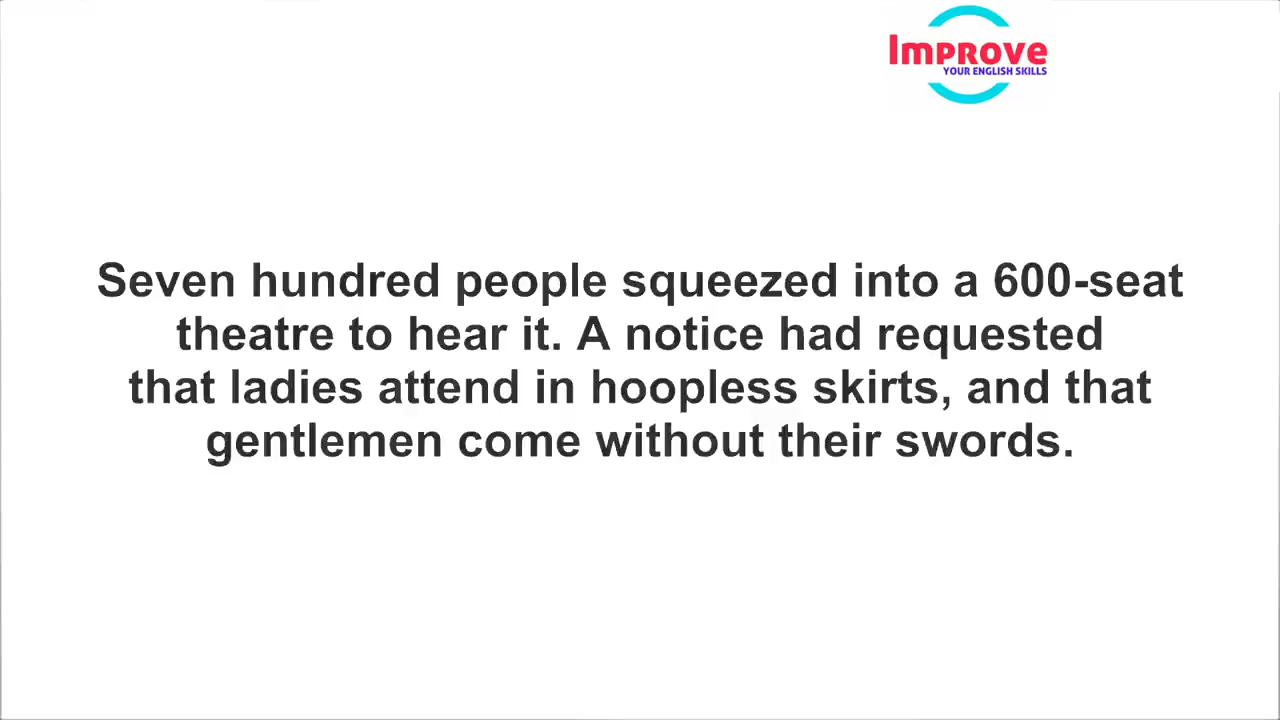 Improve
YOUR ENGLISH SKILLS
Seven hundred people squeezed into a 600-seat
theatre to hear it. A notice had requested
that ladies attend in hoopless skirts, and that
gentlemen come without their swords.